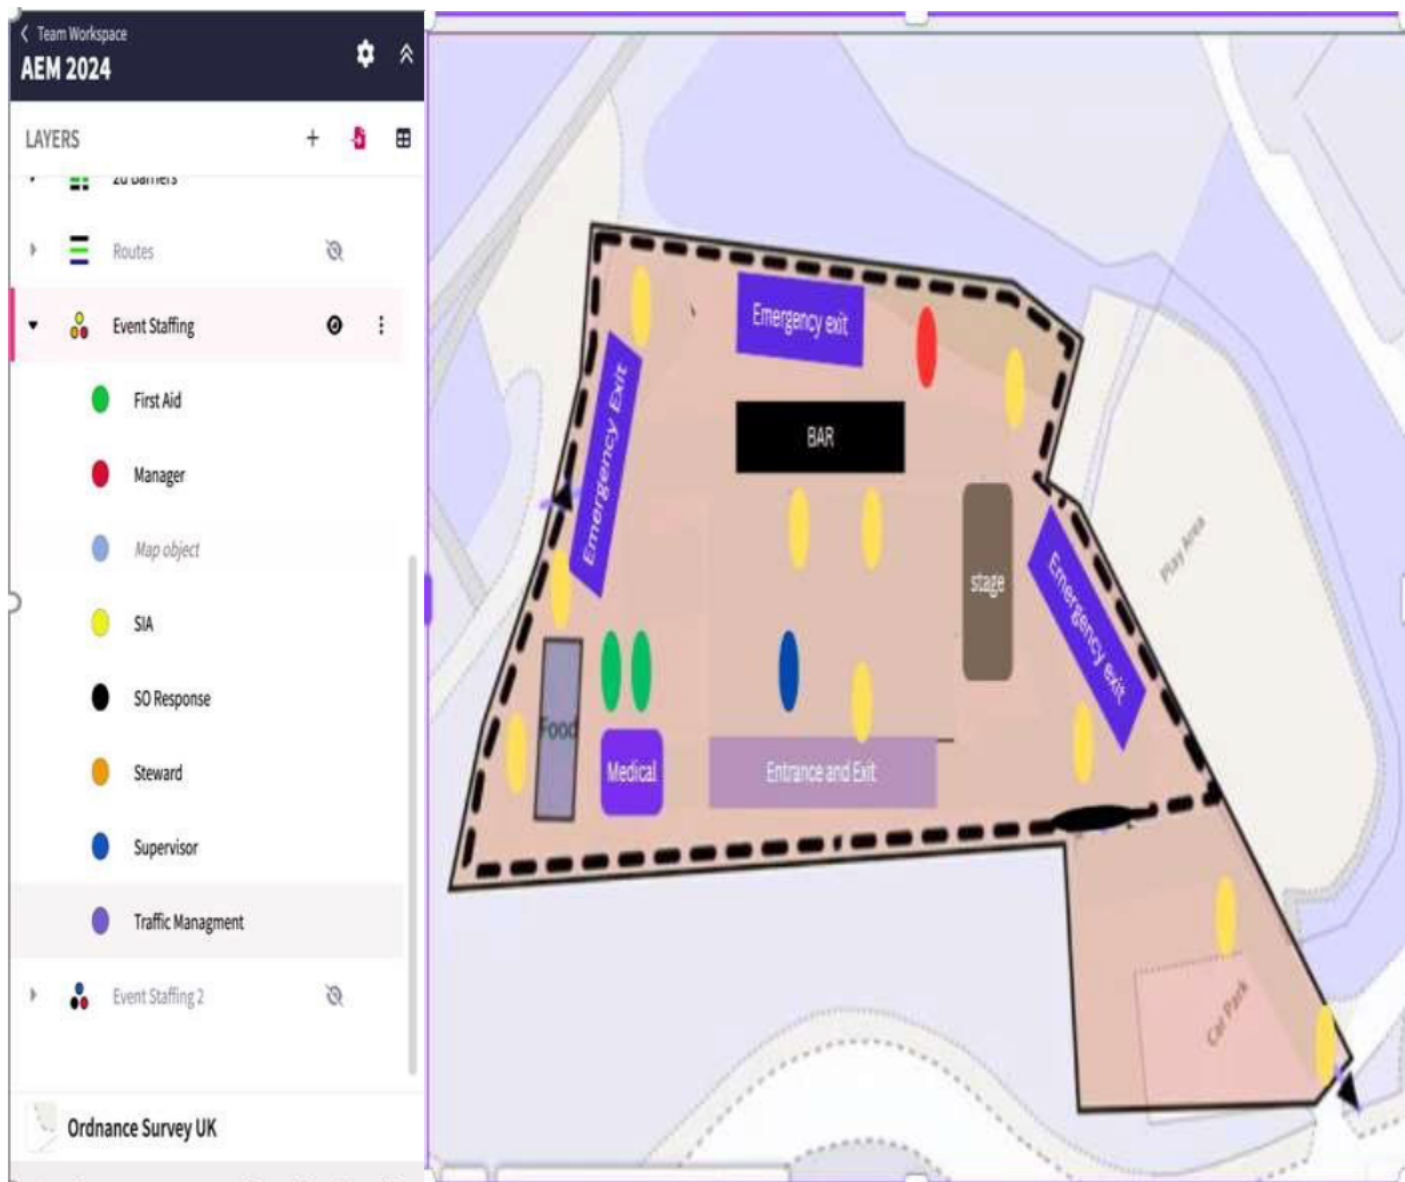 Team Workspace
AEM 2024
LAYERS
2d Barriers
Routes
Event Staffing
First Aid
Manager
Map object
SIA
SO Response
Steward
Supervisor
Traffic Managment
Event Staffing 2
Ordnance Survey UK
Emergency exit
Emergency Exit
BAR
stage
Play Area
Emergency exit
Food
Medical
Entrance and Exit
Car Park